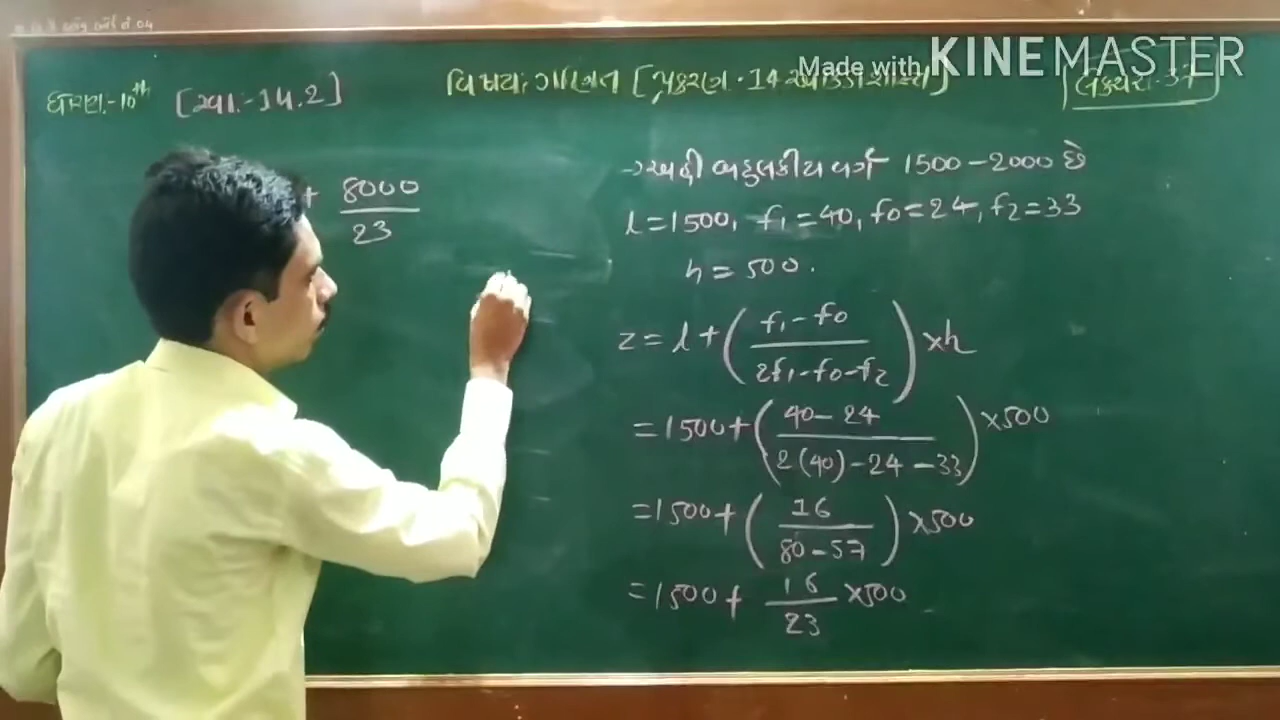 Made with KINEMASTER
ધોરણ:-10th [સ્વા.-14.2] વિષય: ગણિત [પ્રકરણ-14 આંકડાશાસ્ત્ર]
+ 8000/23
→ અહીં બહુલકીય વર્ગ 1500-2000 છે
l=1500, f1=40, f0=24, f2=33
h=500.
z=l+(f1-f0/2f1-f0-f2)×h
=1500+(40-24/2(40)-24-33)×500
=1500+(16/80-57)×500
=1500+16/23×500